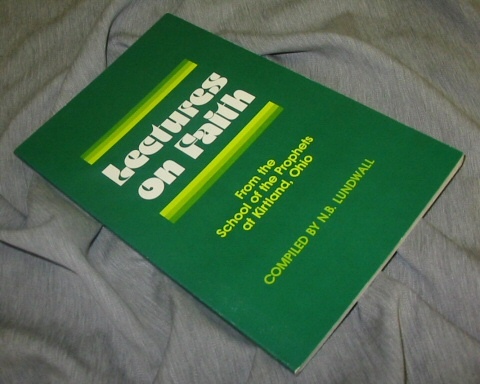 Lectures
on Faith
From the
School of the Prophets
at Kirtland, Ohio
COMPILED BY N.B. LUNDWALL